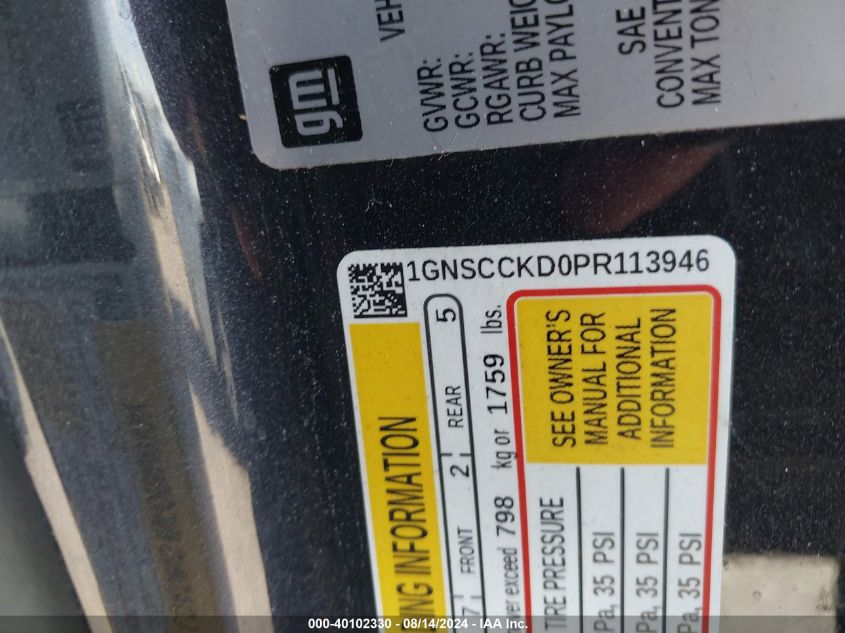 gm
VEH
GVWR:
GCWR:
RGAWR:
CURB WEIG
MAX PAYLO
SAE
CONVENT
MAX TON
1GNSCCKD0PR113946
ING INFORMATION
7 FRONT 2 REAR 5
exceed 798 kg or 1759 lbs.
TIRE PRESSURE
SEE OWNER'S
MANUAL FOR
ADDITIONAL
INFORMATION
Pa, 35 PSI
Pa, 35 PSI
Pa, 35 PSI
000-40102330 - 08/14/2024 - IAA Inc.